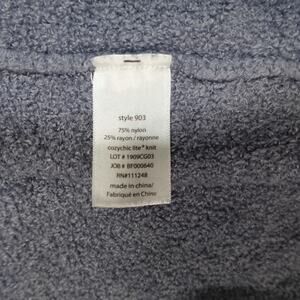 style 903
75% nylon
25% rayon / rayonne
cozychic lite® knit
LOT # 1909CG03
JOB # BF000640
RN#111248
made in china/
Fabriqué en Chine